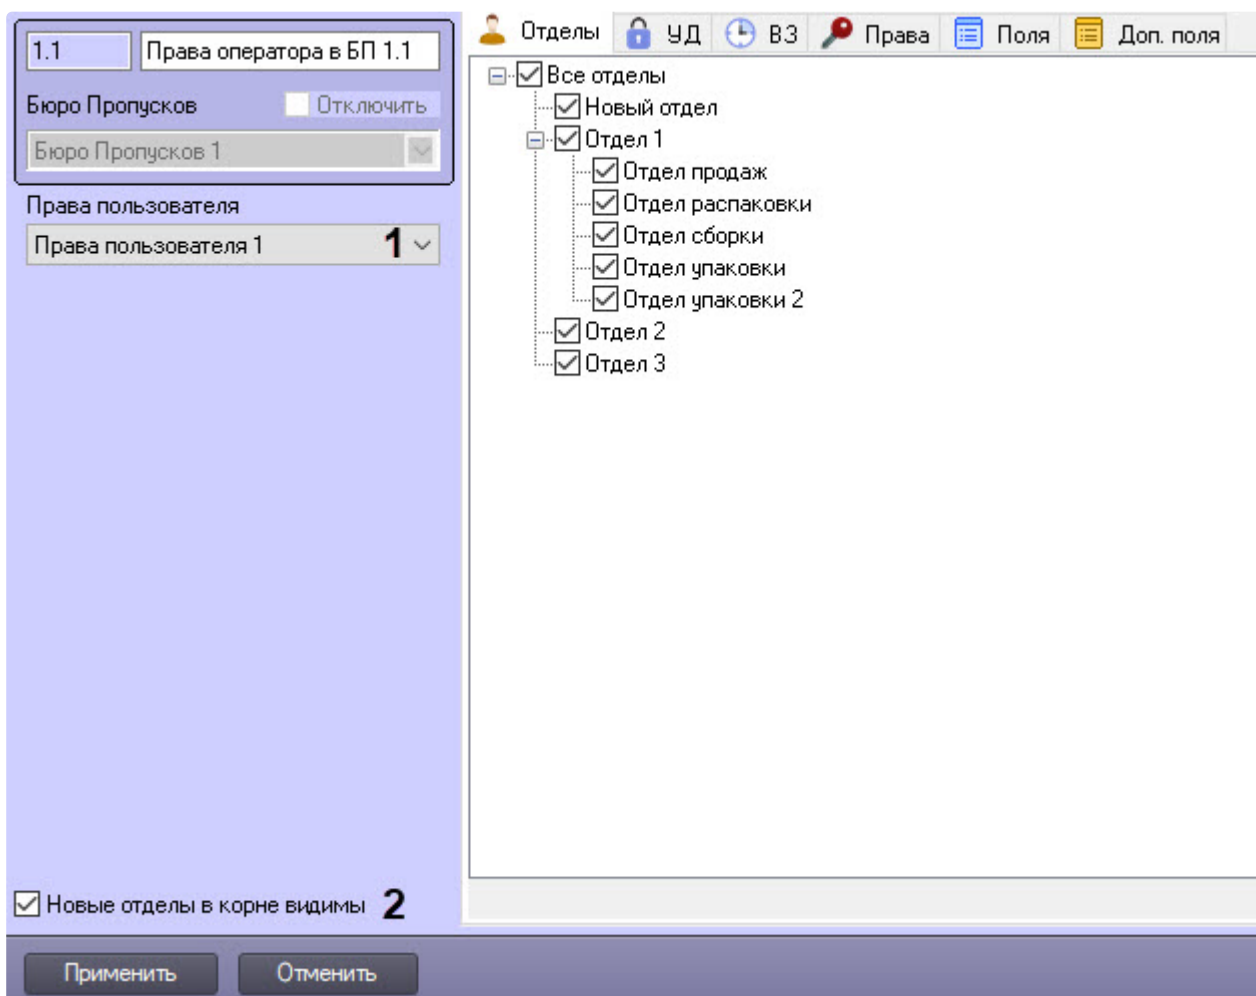 1.1 Права оператора в БП 1.1
Бюро Пропусков Отключить
Бюро Пропусков 1
Права пользователя
Права пользователя 1 1
Новые отделы в корне видимы 2
Отделы УД ВЗ Права Поля Доп. поля
Все отделы
Новый отдел
Отдел 1
Отдел продаж
Отдел распаковки
Отдел сборки
Отдел упаковки
Отдел упаковки 2
Отдел 2
Отдел 3
Применить Отменить